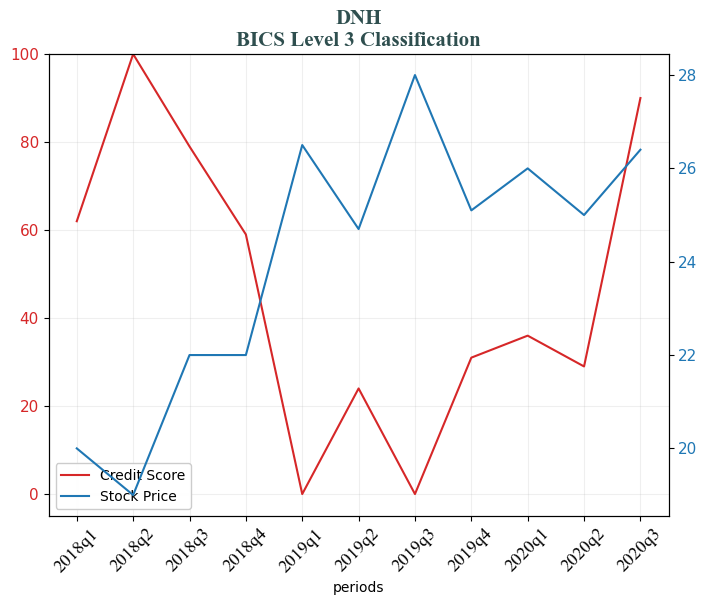 DNH
BICS Level 3 Classification
100
80
60
40
20
0
28
26
24
22
20
Credit Score
Stock Price
2018q1
2018q2
2018q3
2018q4
2019q1
2019q2
2019q3
2019q4
2020q1
2020q2
2020q3
periods